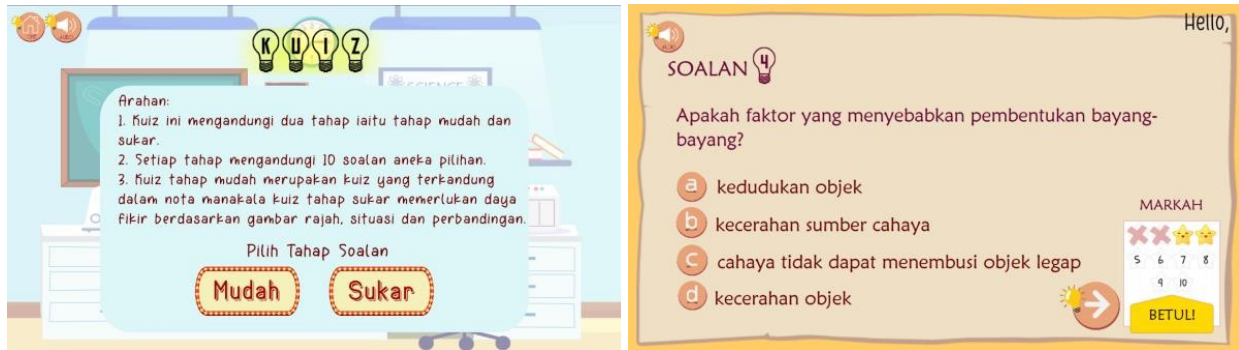 KUIZ
SCIENCE
Arahan:
1. Kuiz ini mengandungi dua tahap iaitu tahap mudah dan
sukar.
2. Setiap tahap mengandungi 10 soalan aneka pilihan.
3. Kuiz tahap mudah merupakan kuiz yang terkandung
dalam nota manakala kuiz tahap sukar memerlukan daya
fikir berdasarkan gambar rajah, situasi dan perbandingan.
Pilih Tahap Soalan
Mudah Sukar
Hello,
SOALAN 4
Apakah faktor yang menyebabkan pembentukan bayang-
bayang?
a kedudukan objek
b kecerahan sumber cahaya
c cahaya tidak dapat menembusi objek legap
d kecerahan objek
MARKAH
5 6 7 8
9 10
BETUL!